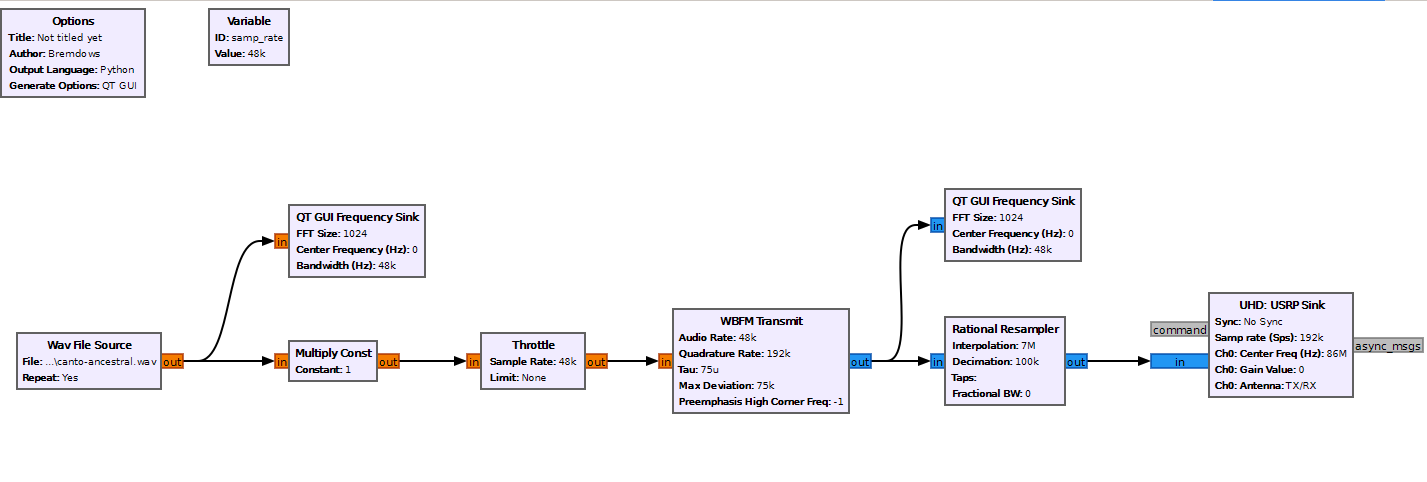 Options
Title: Not titled yet
Author: Bremdows
Output Language: Python
Generate Options: QT GUI
Variable
ID: samp_rate
Value: 48k
QT GUI Frequency Sink
FFT Size: 1024
Center Frequency (Hz): 0
Bandwidth (Hz): 48k
in
QT GUI Frequency Sink
FFT Size: 1024
Center Frequency (Hz): 0
Bandwidth (Hz): 48k
in
Wav File Source
File: ...\canto-ancestral.wav
Repeat: Yes
out
in
Multiply Const
Constant: 1
out
in
Throttle
Sample Rate: 48k
Limit: None
out
in
WBFM Transmit
Audio Rate: 48k
Quadrature Rate: 192k
Tau: 75u
Max Deviation: 75k
Preemphasis High Corner Freq: -1
out
in
Rational Resampler
Interpolation: 7M
Decimation: 100k
Taps:
Fractional BW: 0
out
command
in
UHD: USRP Sink
Sync: No Sync
Samp rate (Sps): 192k
Ch0: Center Freq (Hz): 86M
Ch0: Gain Value: 0
Ch0: Antenna: TX/RX
async_msgs